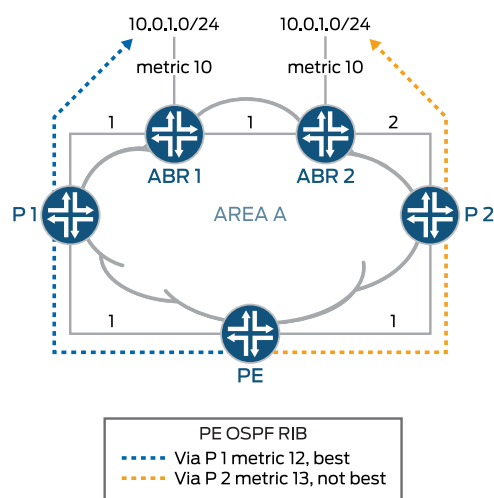 10.0.1.0/24 10.0.1.0/24
metric 10 metric 10
1 1 2
ABR 1 ABR 2
P 1 AREA A P 2
1 1
PE
PE OSPF RIB
Via P 1 metric 12, best
Via P 2 metric 13, not best